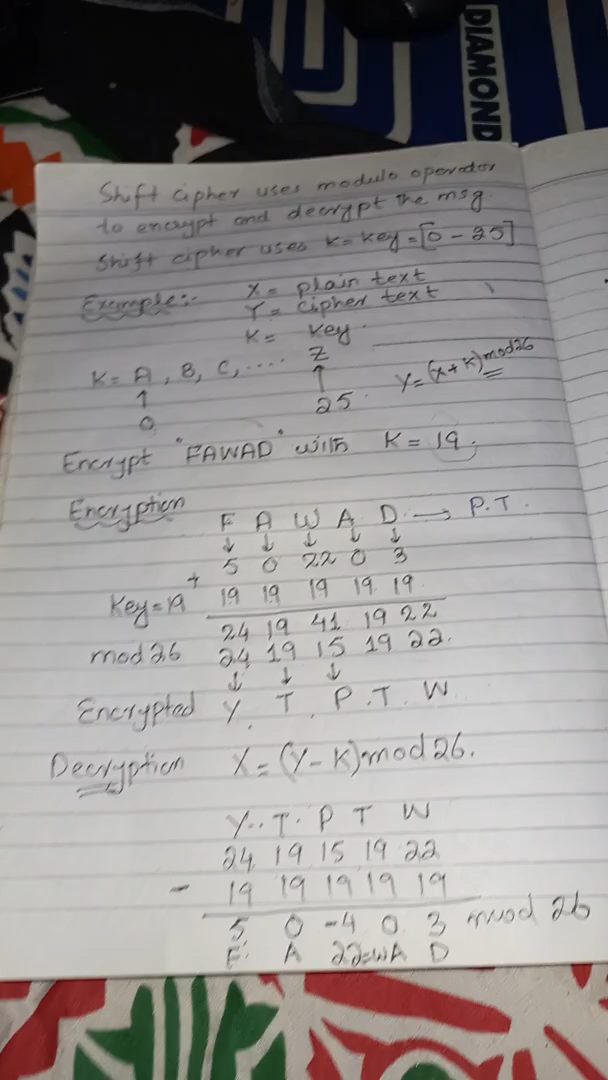 DIAMOND
Shift cipher uses modulo operator
to encrypt and decrypt the msg.
Shift cipher uses K = Key = [0 - 25]
Example:- X = plain text
Y = cipher text
K = Key.
K = A, B, C, .... Z
↑ ↑ Y = (x + K) mod 26
0 25.
Encrypt "FAWAD" with K = 19.
Encryption
F A W A D. → P.T.
↓ ↓ ↓ ↓ ↓
5 0 22 0 3
Key = 19 + 19 19 19 19 19
24 19 41 19 22
mod 26 24 19 15 19 22.
↓ ↓ ↓
Encrypted Y. T. P. T. W
Decryption X = (Y - K) mod 26.
Y.. T. P T W
24 19 15 19 22
- 19 19 19 19 19
5 0 -4 0 3 mod 26
F. A 22=W A D